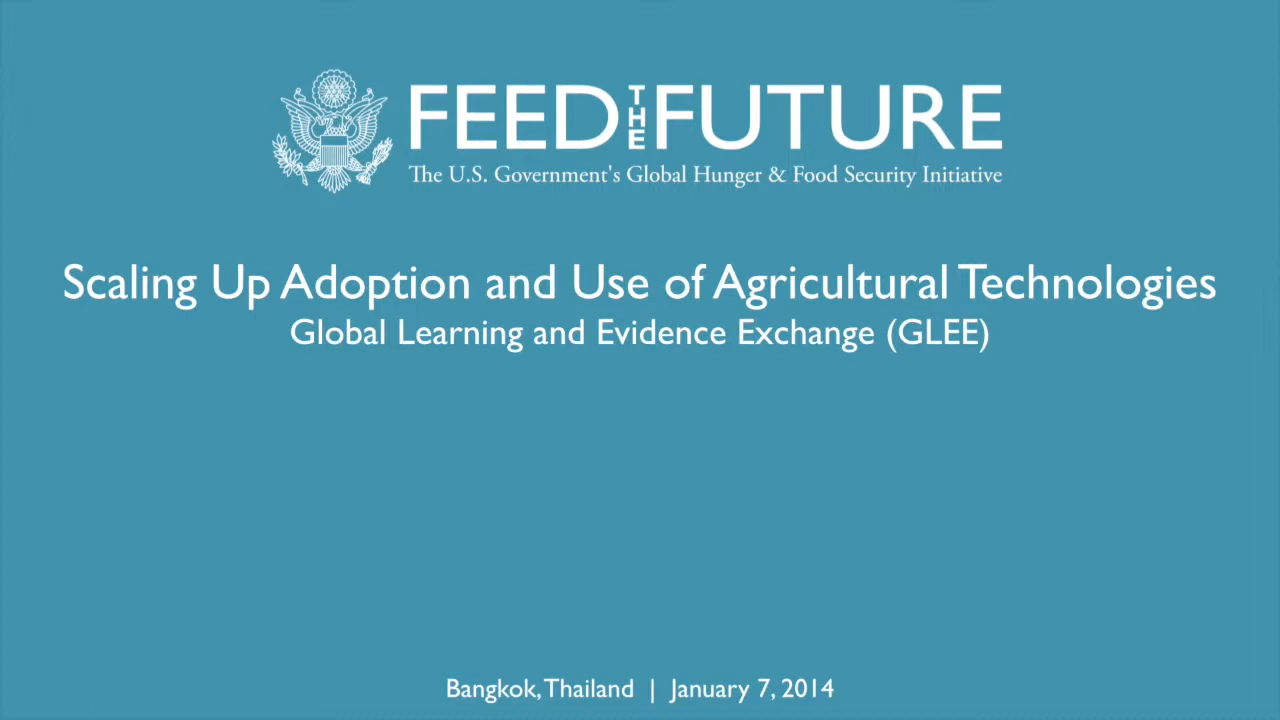 FEED THE FUTURE
The U.S. Government's Global Hunger & Food Security Initiative
Scaling Up Adoption and Use of Agricultural Technologies
Global Learning and Evidence Exchange (GLEE)
Bangkok, Thailand | January 7, 2014